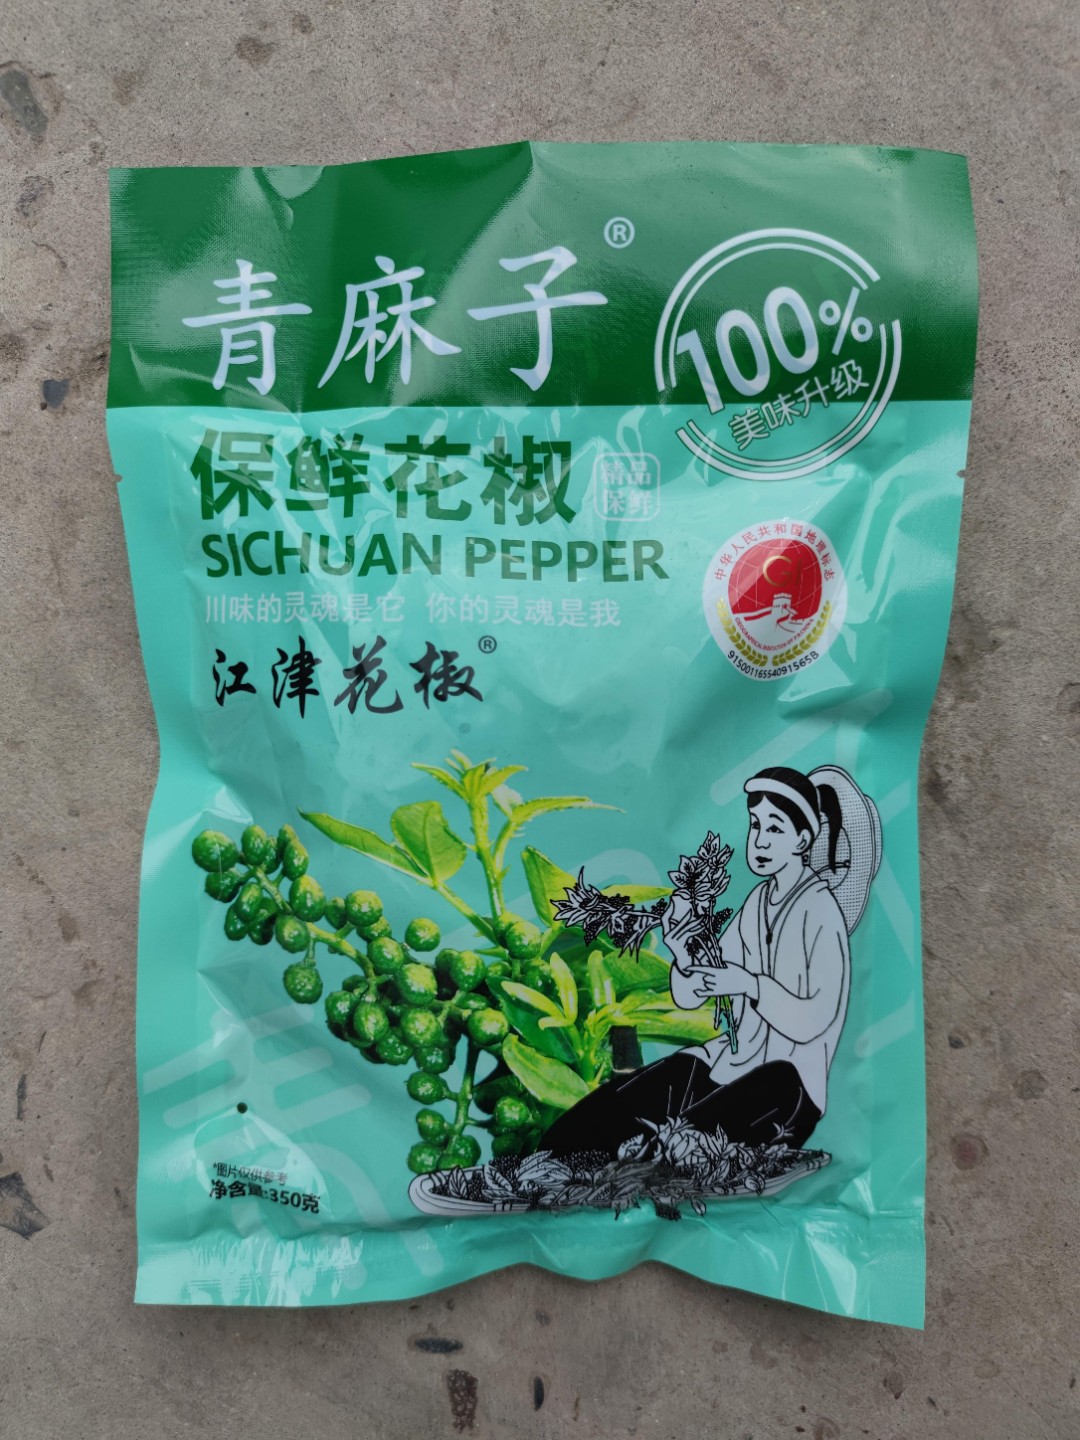 青麻子®
100%
美味升级
保鲜花椒
精品
保鲜
SICHUAN PEPPER
川味的灵魂是它 你的灵魂是我
江津花椒®
中华人民共和国地理标志
91500116554091565B
*图片仅供参考
净含量:350克